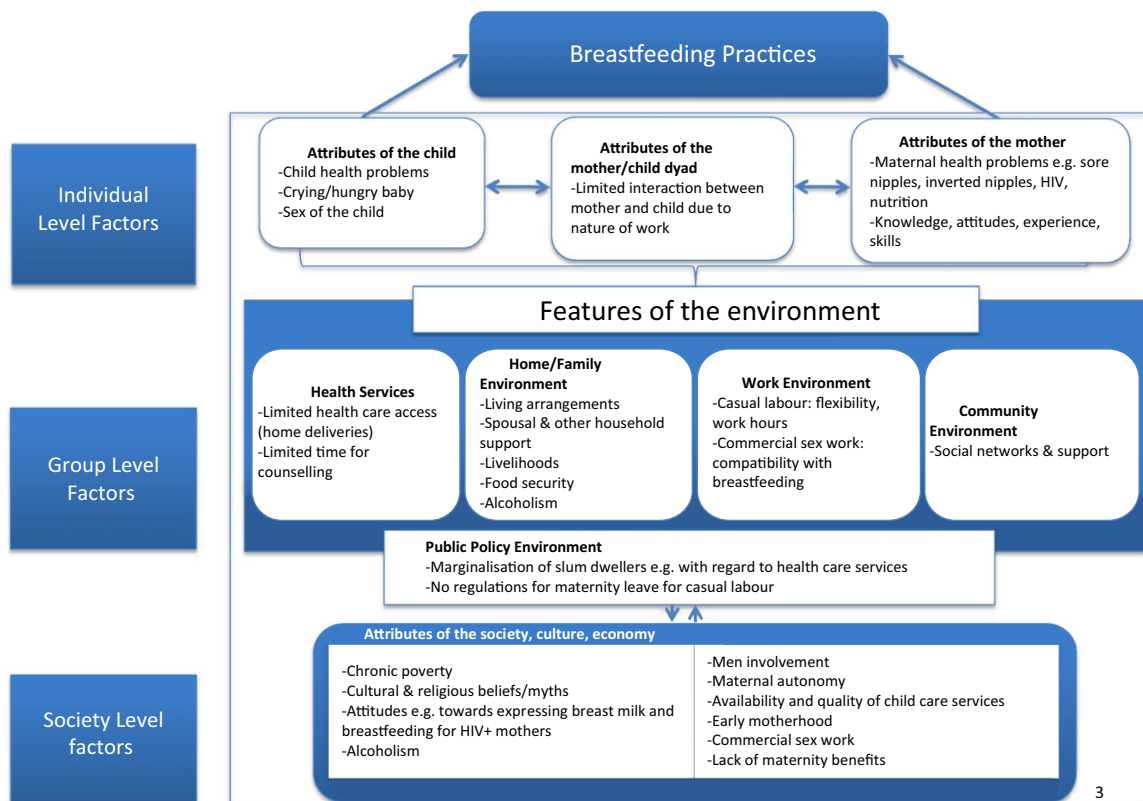 Breastfeeding Practices
Individual
Level Factors
Attributes of the child
-Child health problems
-Crying/hungry baby
-Sex of the child
Attributes of the
mother/child dyad
-Limited interaction between
mother and child due to
nature of work
Attributes of the mother
-Maternal health problems e.g. sore
nipples, inverted nipples, HIV,
nutrition
-Knowledge, attitudes, experience,
skills
Features of the environment
Group Level
Factors
Health Services
-Limited health care access
(home deliveries)
-Limited time for
counselling
Home/Family
Environment
-Living arrangements
-Spousal & other household
support
-Livelihoods
-Food security
-Alcoholism
Work Environment
-Casual labour: flexibility,
work hours
-Commercial sex work:
compatibility with
breastfeeding
Community
Environment
-Social networks & support
Public Policy Environment
-Marginalisation of slum dwellers e.g. with regard to health care services
-No regulations for maternity leave for casual labour
Society Level
factors
Attributes of the society, culture, economy
-Chronic poverty
-Cultural & religious beliefs/myths
-Attitudes e.g. towards expressing breast milk and
breastfeeding for HIV+ mothers
-Alcoholism
-Men involvement
-Maternal autonomy
-Availability and quality of child care services
-Early motherhood
-Commercial sex work
-Lack of maternity benefits
3